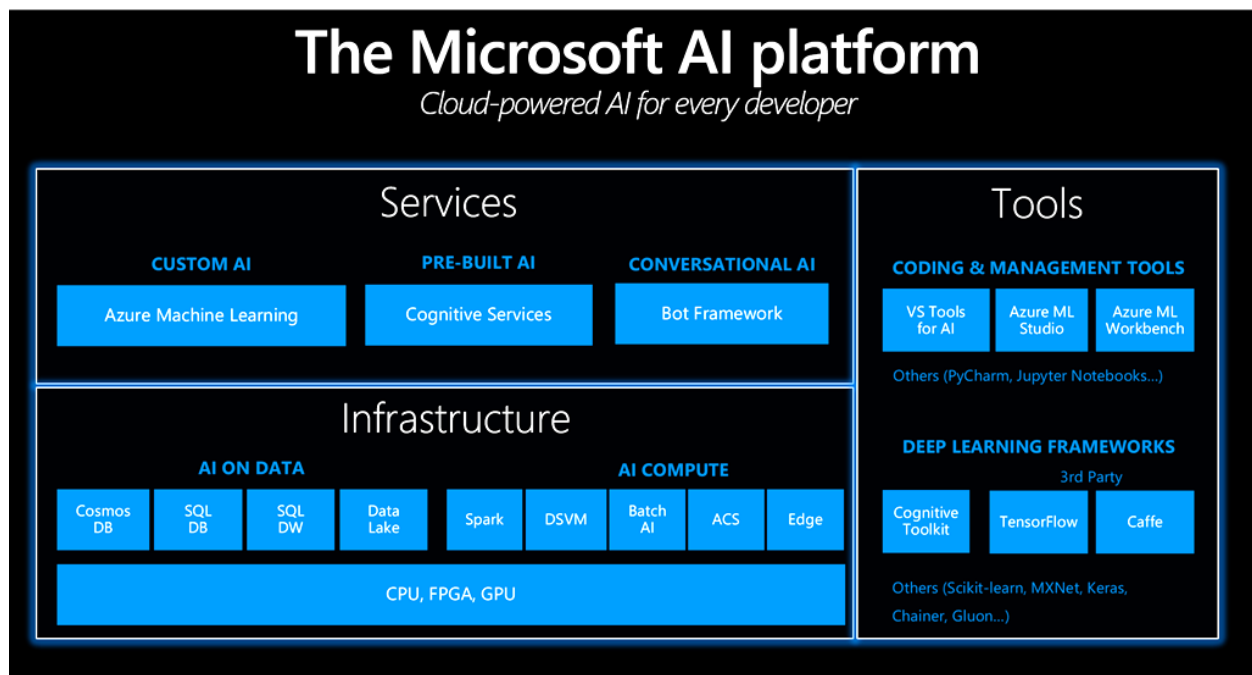 The Microsoft AI platform
Cloud-powered AI for every developer
Services
CUSTOM AI
PRE-BUILT AI
CONVERSATIONAL AI
Azure Machine Learning
Cognitive Services
Bot Framework
Infrastructure
AI ON DATA
AI COMPUTE
Cosmos
DB
SQL
DB
SQL
DW
Data
Lake
Spark
DSVM
Batch
AI
ACS
Edge
CPU, FPGA, GPU
Tools
CODING & MANAGEMENT TOOLS
VS Tools
for AI
Azure ML
Studio
Azure ML
Workbench
Others (PyCharm, Jupyter Notebooks...)
DEEP LEARNING FRAMEWORKS
3rd Party
Cognitive
Toolkit
TensorFlow
Caffe
Others (Scikit-learn, MXNet, Keras,
Chainer, Gluon...)